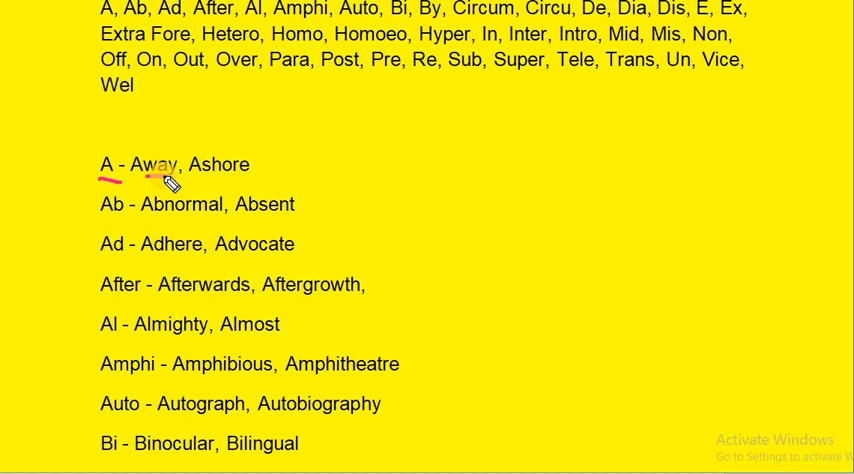 A, Ab, Ad, After, Al, Amphi, Auto, Bi, By, Circum, Circu, De, Dia, Dis, E, Ex,
Extra Fore, Hetero, Homo, Homoeo, Hyper, In, Inter, Intro, Mid, Mis, Non,
Off, On, Out, Over, Para, Post, Pre, Re, Sub, Super, Tele, Trans, Un, Vice,
Wel
A - Away, Ashore
Ab - Abnormal, Absent
Ad - Adhere, Advocate
After - Afterwards, Aftergrowth,
Al - Almighty, Almost
Amphi - Amphibious, Amphitheatre
Auto - Autograph, Autobiography
Bi - Binocular, Bilingual
Activate Windows
Go to Settings to activate W